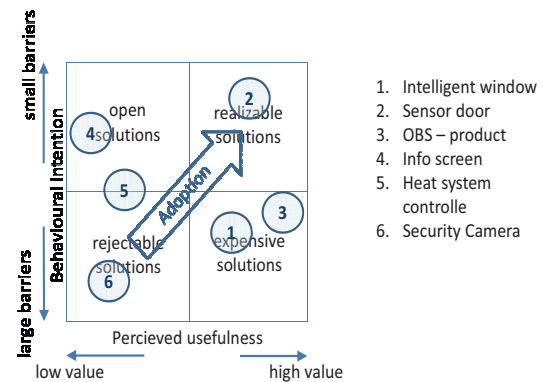 small barriers
Behavioural Intention
large barriers
open
solutions
realizable
solutions
rejectable
solutions
expensive
solutions
Adoption
2
4
5
3
1
6
Percieved usefulness
low value
high value
1. Intelligent window
2. Sensor door
3. OBS – product
4. Info screen
5. Heat system
controlle
6. Security Camera